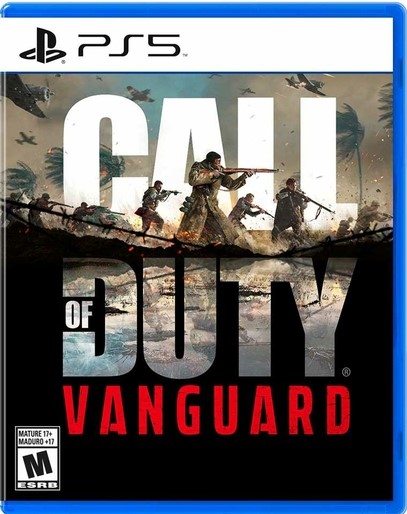 PS5
CALL
OF DUTY®
VANGUARD
MATURE 17+
MADURO +17
M
ESRB